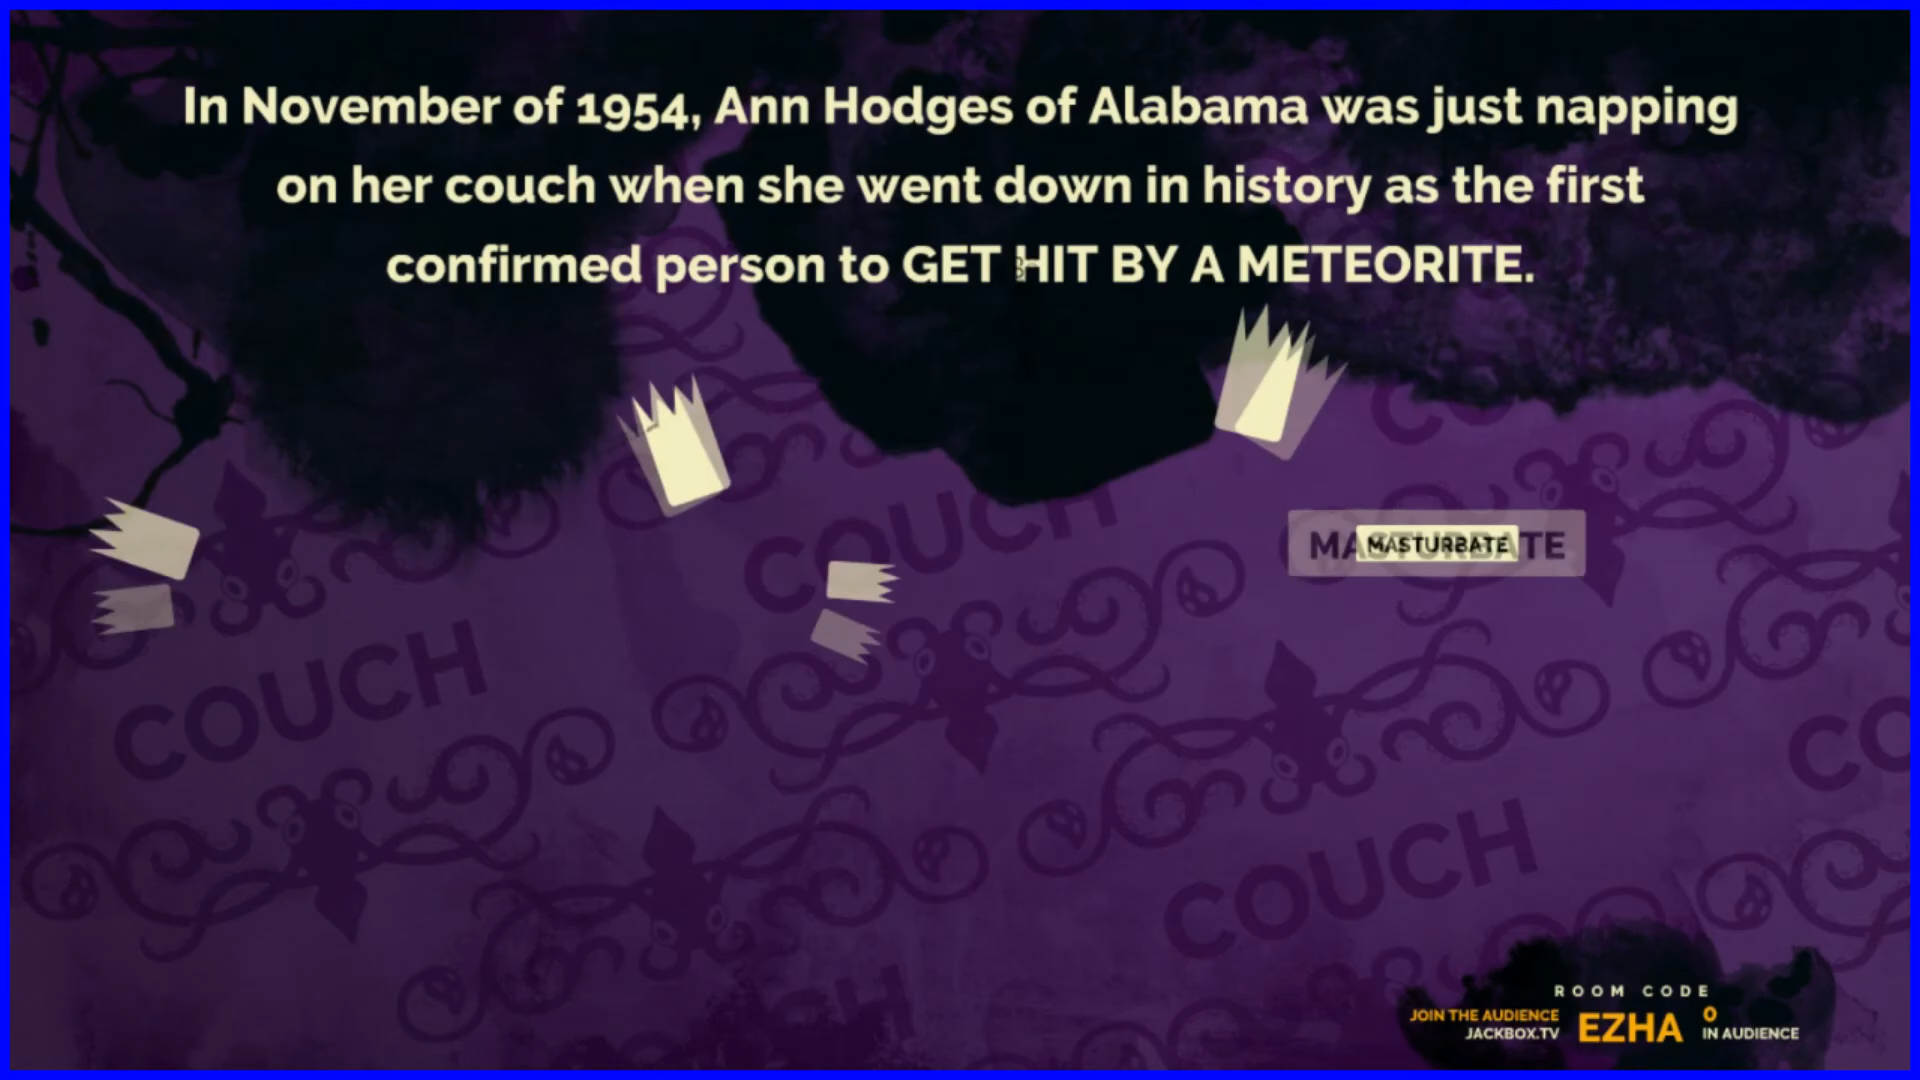 In November of 1954, Ann Hodges of Alabama was just napping
on her couch when she went down in history as the first
confirmed person to GET HIT BY A METEORITE.
COUCH
MASTURBATE
MASTURBATE
COUCH
COUCH
ROOM CODE
JOIN THE AUDIENCE
JACKBOX.TV
EZHA
0
IN AUDIENCE